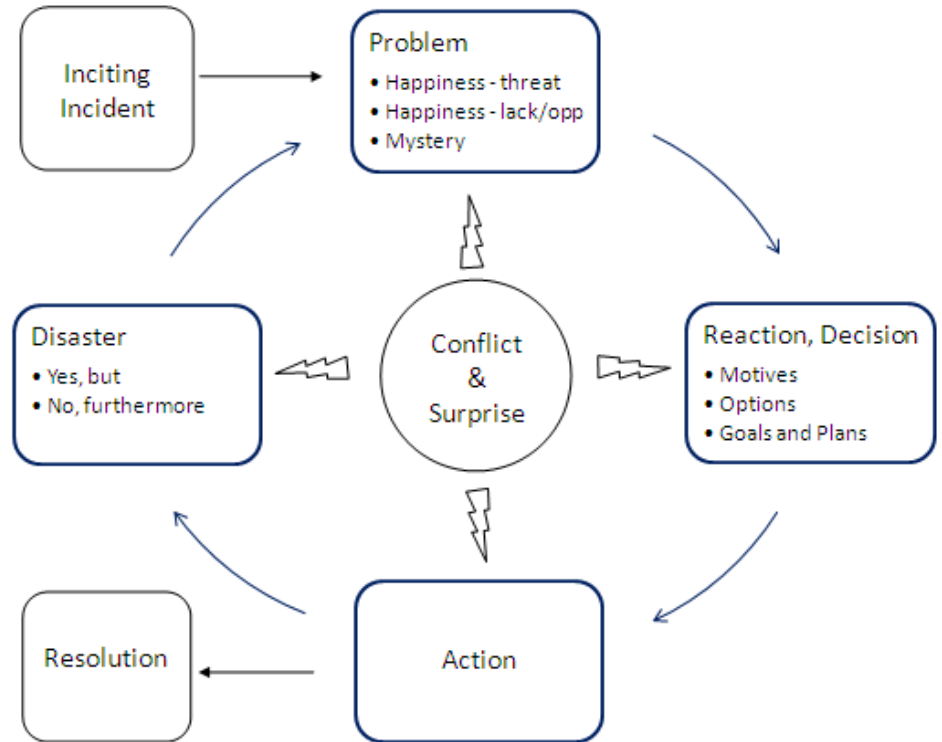 Inciting
Incident
Problem
• Happiness - threat
• Happiness - lack/opp
• Mystery
Disaster
• Yes, but
• No, furthermore
Conflict
&
Surprise
Reaction, Decision
• Motives
• Options
• Goals and Plans
Resolution
Action